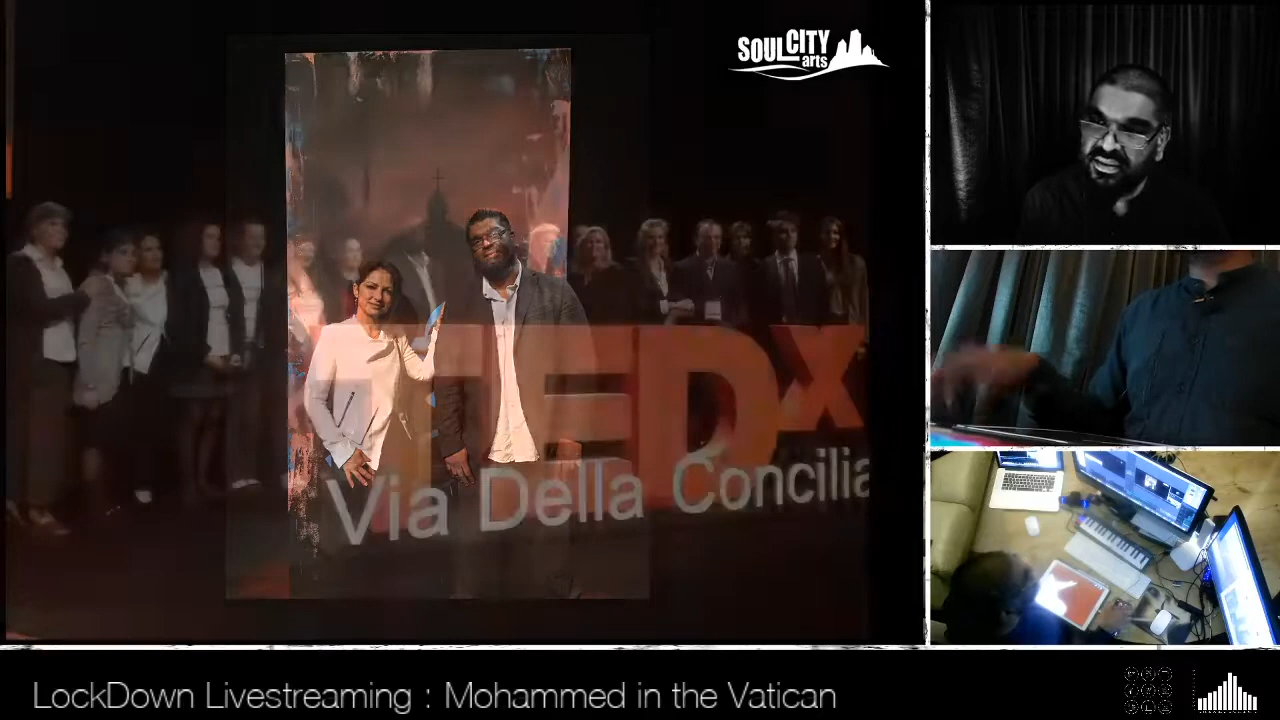 SOUL CITY
arts
TEDx
Via Della Concilia
LockDown Livestreaming : Mohammed in the Vatican